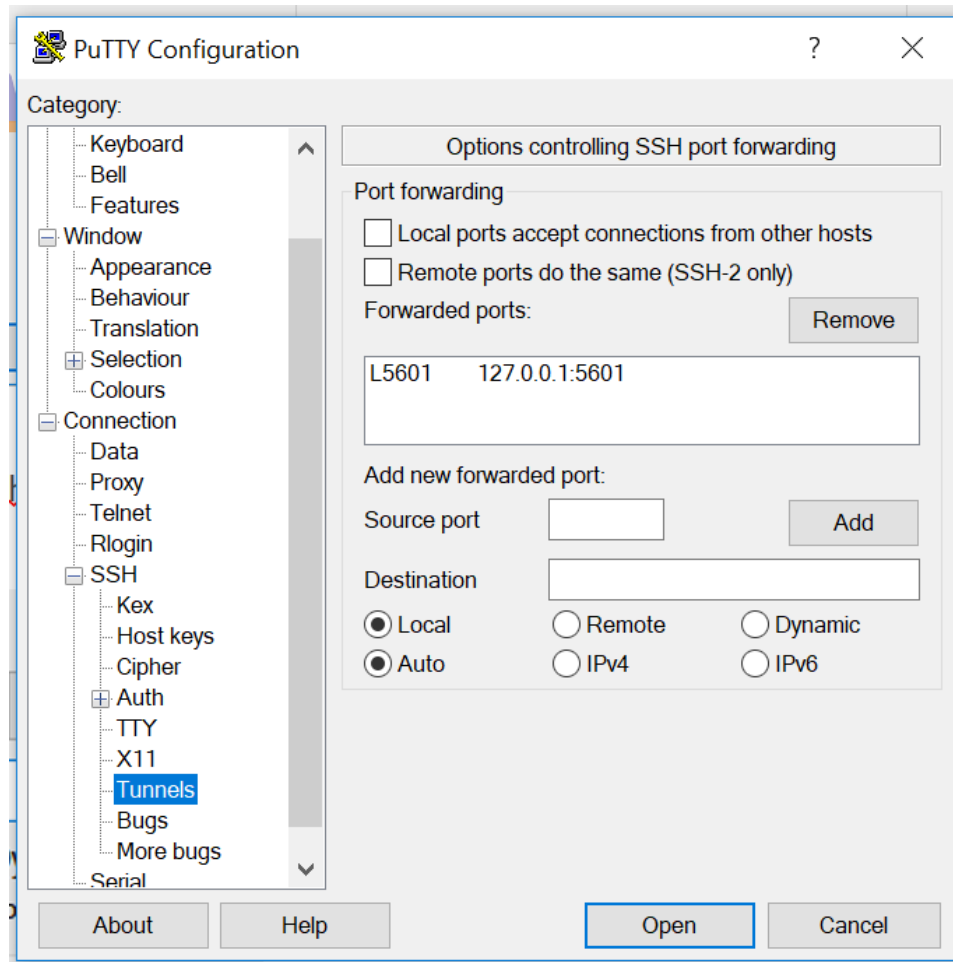 PuTTY Configuration
?
Category:
Keyboard
Bell
Features
Window
Appearance
Behaviour
Translation
Selection
Colours
Connection
Data
Proxy
Telnet
Rlogin
SSH
Kex
Host keys
Cipher
Auth
TTY
X11
Tunnels
Bugs
More bugs
Serial
Options controlling SSH port forwarding
Port forwarding
Local ports accept connections from other hosts
Remote ports do the same (SSH-2 only)
Forwarded ports:
Remove
L5601 127.0.0.1:5601
Add new forwarded port:
Source port
Add
Destination
Local Remote Dynamic
Auto IPv4 IPv6
About Help Open Cancel